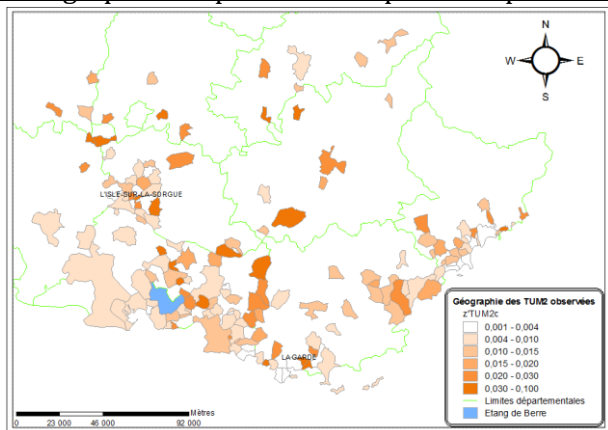 N
W E
S
L'ISLE-SUR-LA-SORGUE
LA GARDE
Géographie des TUM2 observées
z'TUM2c
0,001 - 0,004
0,004 - 0,010
0,010 - 0,015
0,015 - 0,020
0,020 - 0,030
0,030 - 0,100
Limites départementales
Etang de Berre
Mètres
0 23 000 46 000 92 000